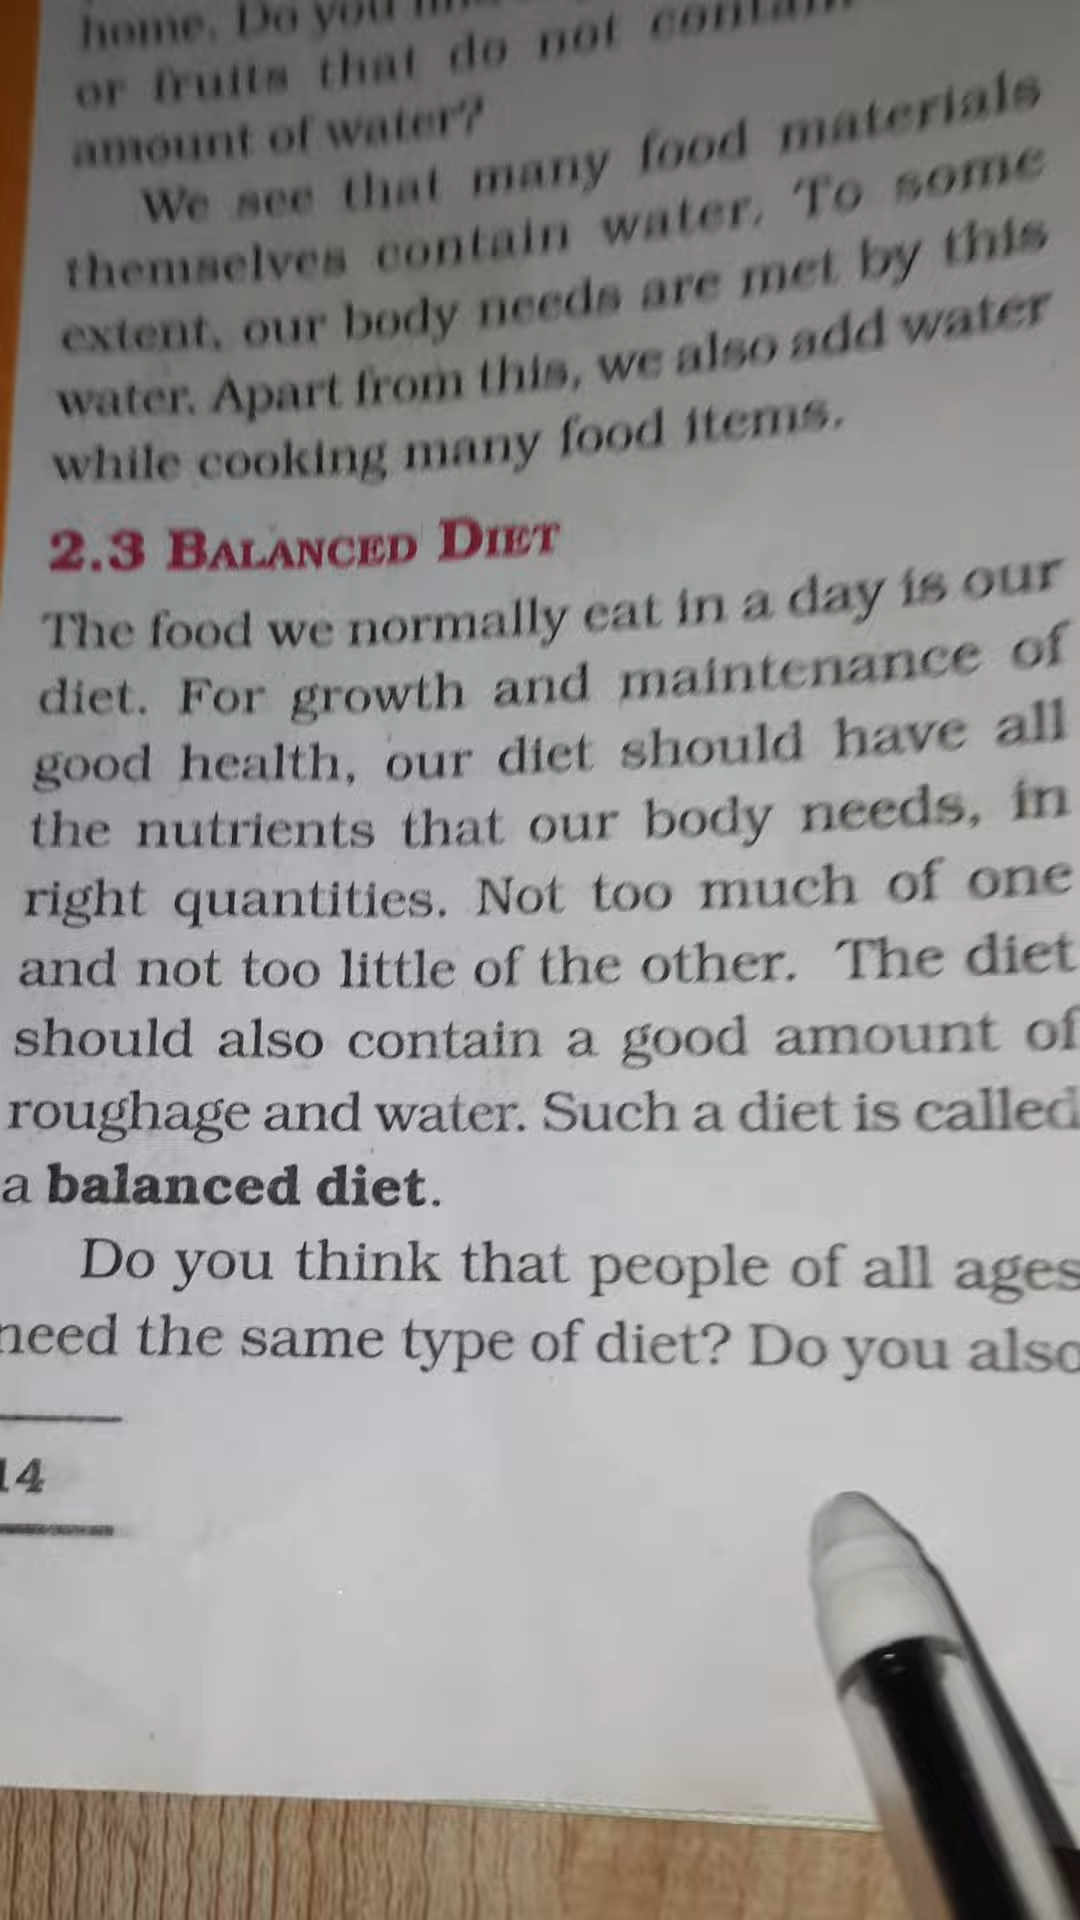 home. Do you
or fruits that do not contain
amount of water?
We see that many food materials
themselves contain water. To some
extent, our body needs are met by this
water. Apart from this, we also add water
while cooking many food items.
2.3 BALANCED DIET
The food we normally eat in a day is our
diet. For growth and maintenance of
good health, our diet should have all
the nutrients that our body needs, in
right quantities. Not too much of one
and not too little of the other. The diet
should also contain a good amount of
roughage and water. Such a diet is called
a balanced diet.
Do you think that people of all ages
need the same type of diet? Do you also
14